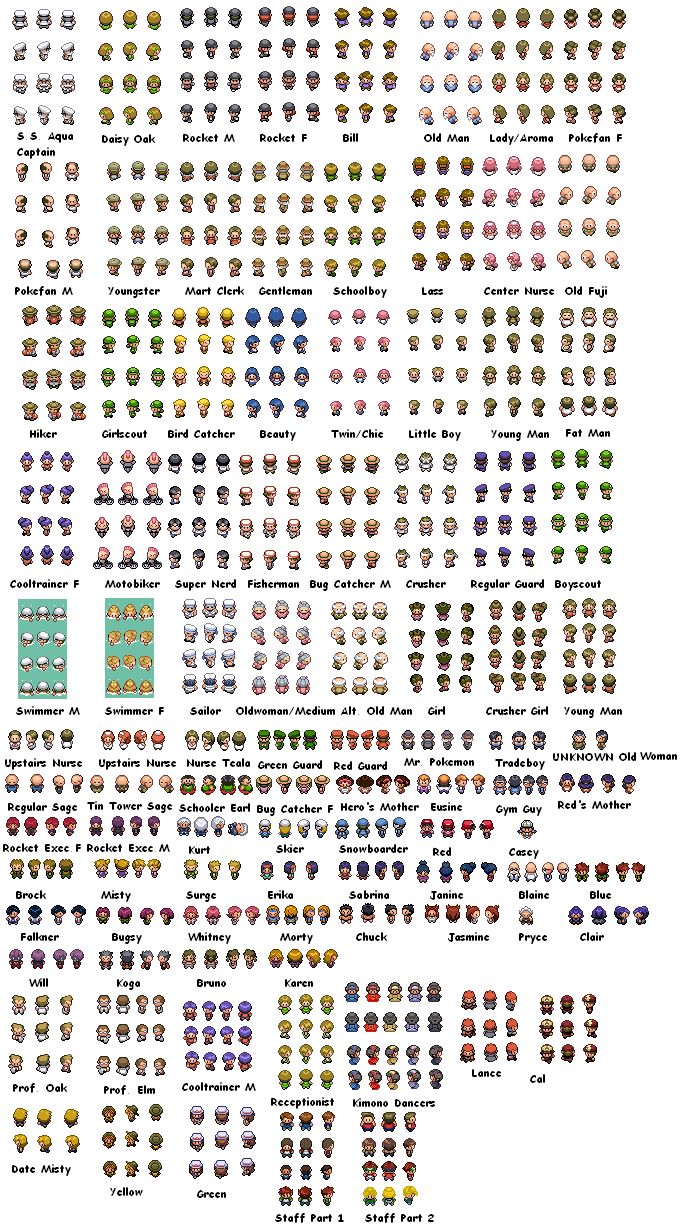 S.S. Aqua Captain
Daisy Oak
Rocket M
Rocket F
Bill
Old Man
Lady/Aroma
Pokefan F
Pokefan M
Youngster
Mart Clerk
Gentleman
Schoolboy
Lass
Center Nurse
Old Fuji
Hiker
Girlscout
Bird Catcher
Beauty
Twin/Chic
Little Boy
Young Man
Fat Man
Cooltrainer F
Motobiker
Super Nerd
Fisherman
Bug Catcher M
Crusher
Regular Guard
Boyscout
Swimmer M
Swimmer F
Sailor
Oldwoman/Medium
Alt. Old Man
Girl
Crusher Girl
Young Man
Upstairs Nurse
Upstairs Nurse
Nurse Teala
Green Guard
Red Guard
Mr. Pokemon
Tradeboy
UNKNOWN Old Woman
Regular Sage
Tin Tower Sage
Schooler Earl
Bug Catcher F
Hero's Mother
Eusine
Gym Guy
Red's Mother
Rocket Exec. F
Rocket Exec. M
Kurt
Skier
Snowboarder
Red
Casey
Brock
Misty
Surge
Erika
Sabrina
Janine
Blaine
Blue
Falkner
Bugsy
Whitney
Morty
Chuck
Jasmine
Pryce
Clair
Will
Koga
Bruno
Karen
Prof. Oak
Prof. Elm
Cooltrainer M
Receptionist
Kimono Dancers
Lance
Cal
Date Misty
Yellow
Green
Staff Part 1
Staff Part 2